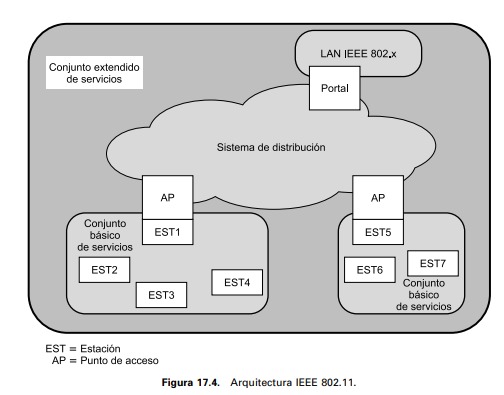 LAN IEEE 802.x
Conjunto extendido
de servicios
Portal
Sistema de distribución
AP
AP
EST1
EST5
Conjunto
básico
de servicios
EST2
EST3
EST4
EST6
EST7
Conjunto
básico
de servicios
EST = Estación
AP = Punto de acceso
Figura 17.4. Arquitectura IEEE 802.11.